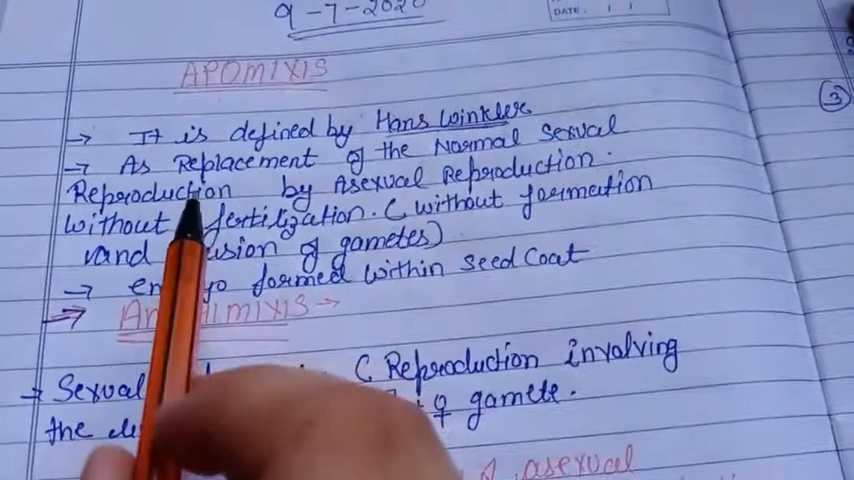 9-7-2020
DATE: / /
APOMIXIS
3
→ It is defined by Hans Winkler
→ As Replacement of the Normal Sexual
Reproduction by Asexual Reproduction.
without fertilization. (without formation
and of gametes)
→ formed within seed coat
→
→ Sexual (Reproduction involving
the gamete.
of asexual